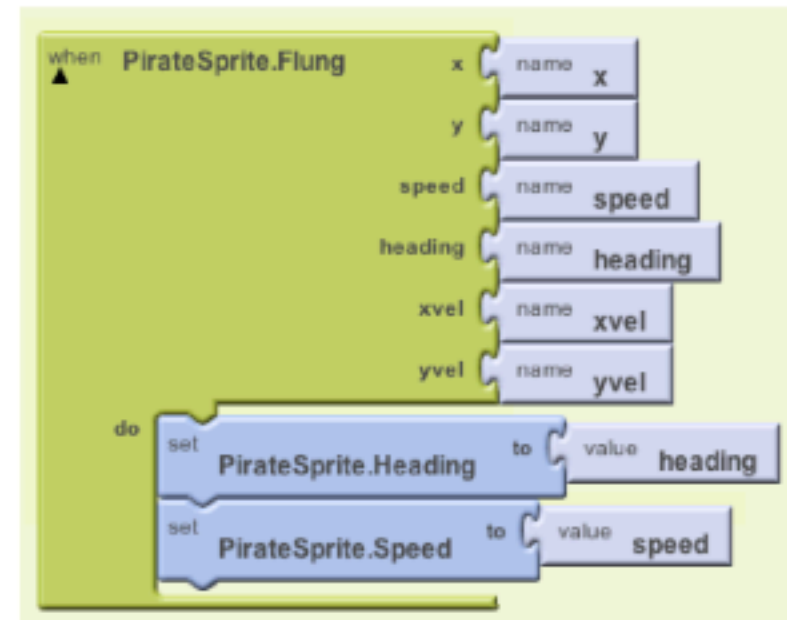 when PirateSprite.Flung x name x
y name y
speed name speed
heading name heading
xvel name xvel
yvel name yvel
do
set PirateSprite.Heading to value heading
set PirateSprite.Speed to value speed